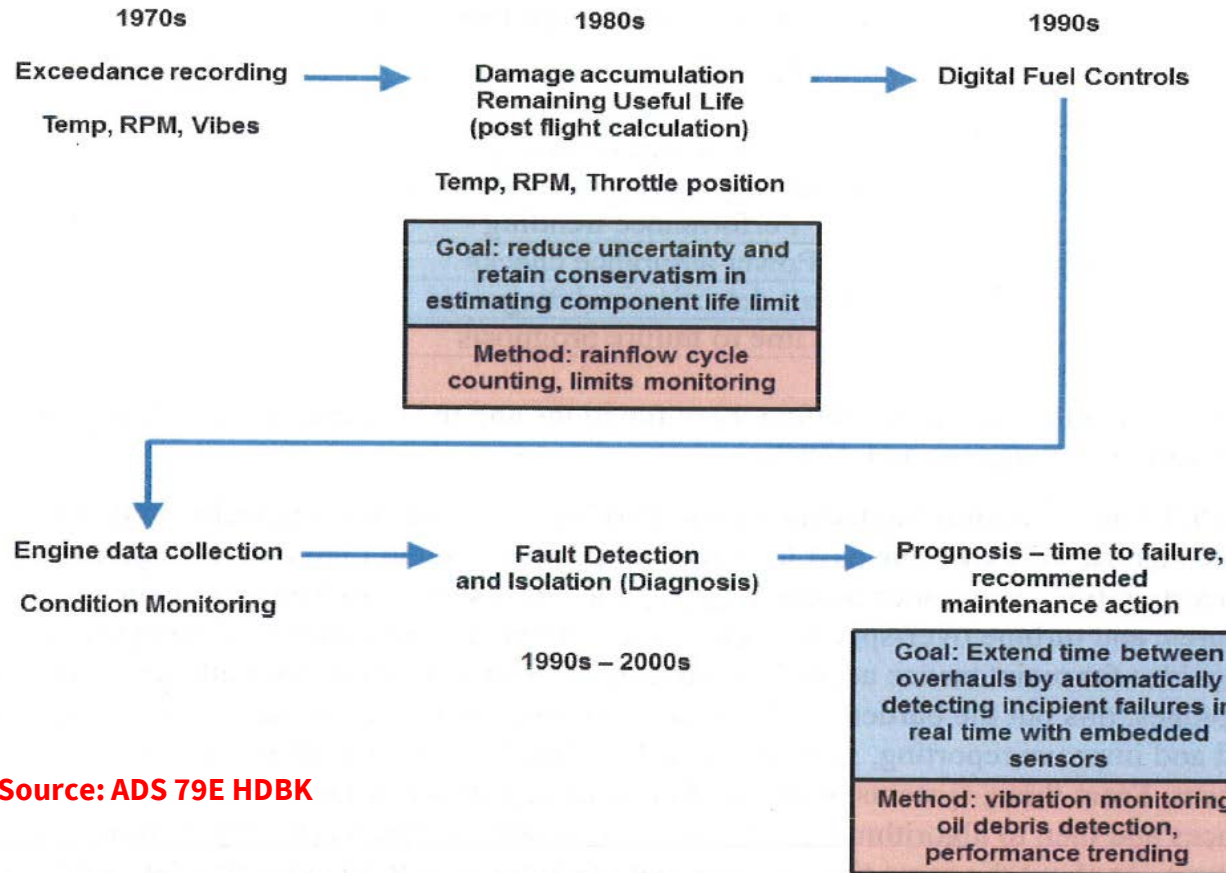 1970s
1980s
1990s
Exceedance recording
Temp, RPM, Vibes
Damage accumulation
Remaining Useful Life
(post flight calculation)
Temp, RPM, Throttle position
Digital Fuel Controls
Goal: reduce uncertainty and
retain conservatism in
estimating component life limit
Method: rainflow cycle
counting, limits monitoring
Engine data collection
Condition Monitoring
Fault Detection
and Isolation (Diagnosis)
1990s – 2000s
Prognosis – time to failure,
recommended
maintenance action
Goal: Extend time between
overhauls by automatically
detecting incipient failures in
real time with embedded
sensors
Method: vibration monitoring
oil debris detection,
performance trending
Source: ADS 79E HDBK